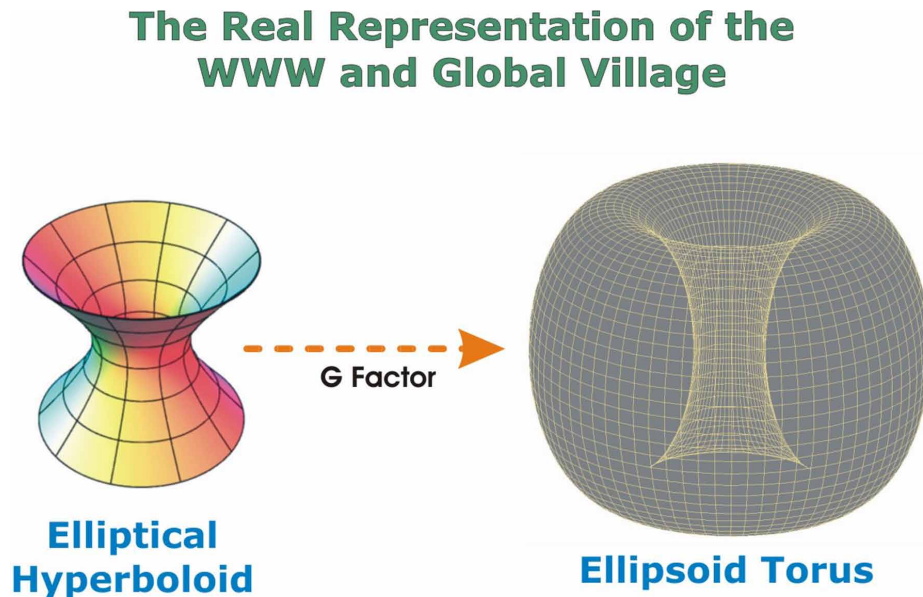 The Real Representation of the
WWW and Global Village
G Factor
Elliptical
Hyperboloid
Ellipsoid Torus